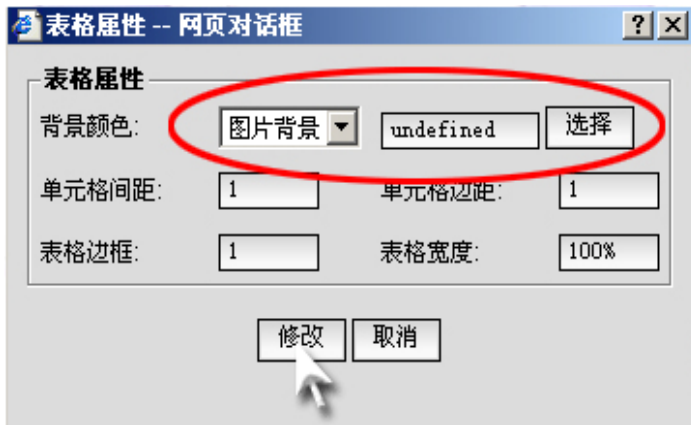 表格属性 -- 网页对话框
表格属性
背景颜色: 图片背景 undefined 选择
单元格间距: 1 单元格边距: 1
表格边框: 1 表格宽度: 100%
修改 取消